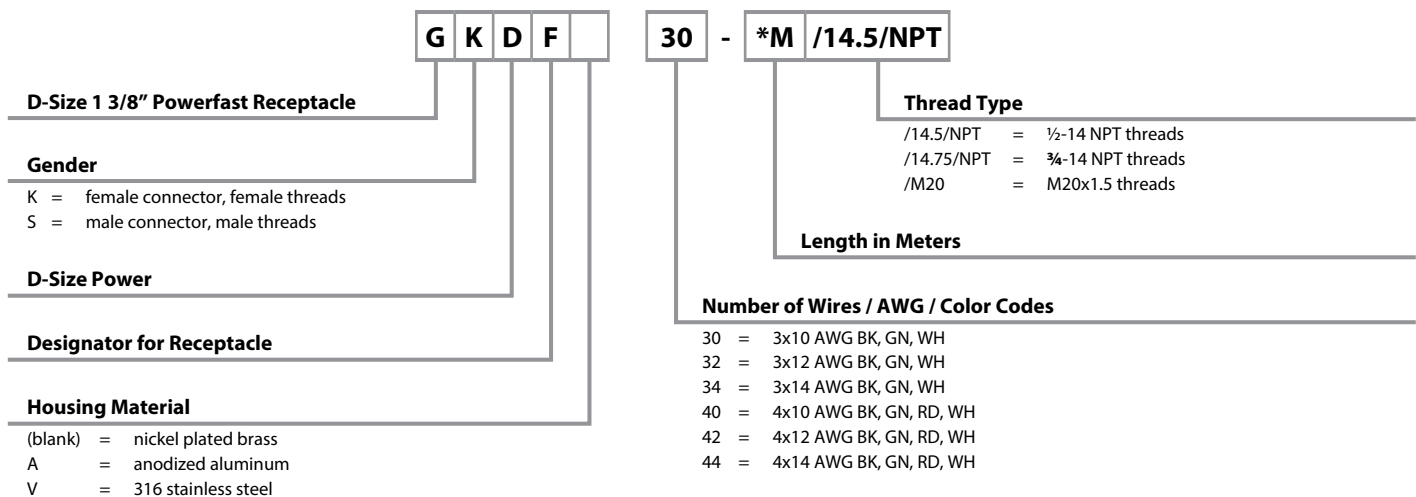 G K D F 30 - *M /14.5/NPT
D-Size 1 3/8” Powerfast Receptacle
Gender
K = female connector, female threads
S = male connector, male threads
D-Size Power
Designator for Receptacle
Housing Material
(blank) = nickel plated brass
A = anodized aluminum
V = 316 stainless steel
Thread Type
/14.5/NPT = ½-14 NPT threads
/14.75/NPT = ¾-14 NPT threads
/M20 = M20x1.5 threads
Length in Meters
Number of Wires / AWG / Color Codes
30 = 3x10 AWG BK, GN, WH
32 = 3x12 AWG BK, GN, WH
34 = 3x14 AWG BK, GN, WH
40 = 4x10 AWG BK, GN, RD, WH
42 = 4x12 AWG BK, GN, RD, WH
44 = 4x14 AWG BK, GN, RD, WH